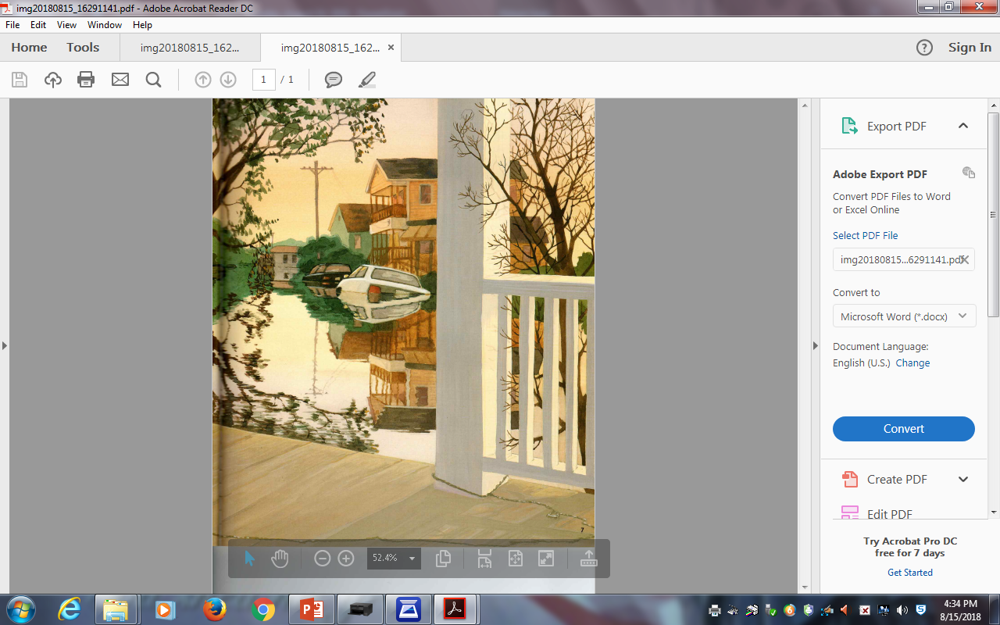 img20180815_16291141.pdf - Adobe Acrobat Reader DC
File Edit View Window Help
Home Tools img20180815_162... img20180815_162... × ? Sign In
1 / 1
Export PDF
Adobe Export PDF
Convert PDF Files to Word
or Excel Online
Select PDF File
img20180815...6291141.pdf
Convert to
Microsoft Word (*.docx)
Document Language:
English (U.S.) Change
Convert
Create PDF
Edit PDF
7
52.4%
Try Acrobat Pro DC
free for 7 days
Get Started
4:34 PM
8/15/2018